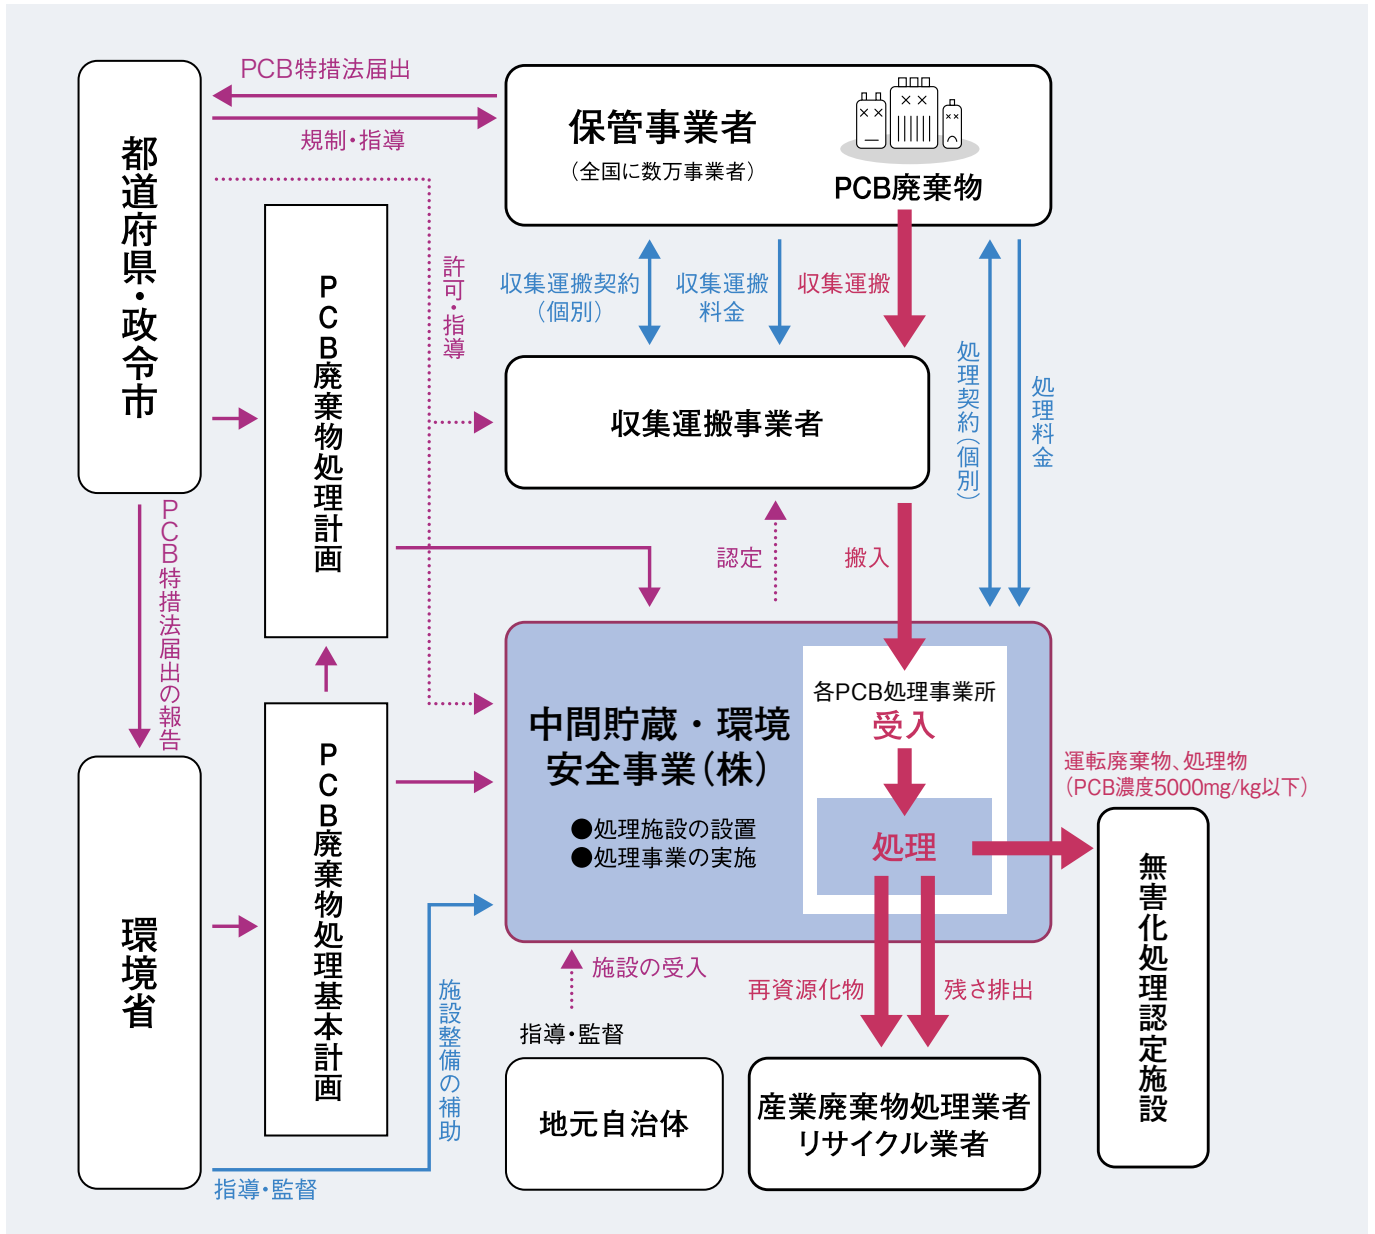 PCB特措法届出
規制・指導
都道府県・政令市
保管事業者
（全国に数万事業者）
PCB廃棄物
許可・指導
収集運搬契約
（個別）
収集運搬
料金
収集運搬
処理契約（個別）
処理料金
PCB廃棄物処理計画
収集運搬事業者
PCB特措法届出の報告
認定
搬入
中間貯蔵・環境
安全事業（株）
●処理施設の設置
●処理事業の実施
各PCB処理事業所
受入
処理
運転廃棄物、処理物
（PCB濃度5000mg/kg以下）
無害化処理認定施設
環境省
PCB廃棄物処理基本計画
施設整備の補助
指導・監督
施設の受入
指導・監督
地元自治体
再資源化物
残さ排出
産業廃棄物処理業者
リサイクル業者